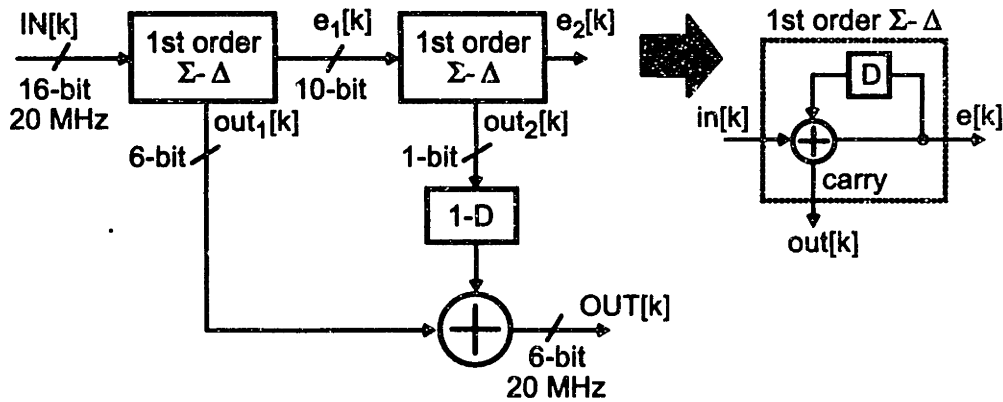 IN[k]
16-bit
20 MHz
1st order
Σ- Δ
e₁[k]
10-bit
1st order
Σ- Δ
e₂[k]
out₁[k]
6-bit
out₂[k]
1-bit
1-D
OUT[k]
6-bit
20 MHz
1st order Σ- Δ
D
in[k]
e[k]
carry
out[k]